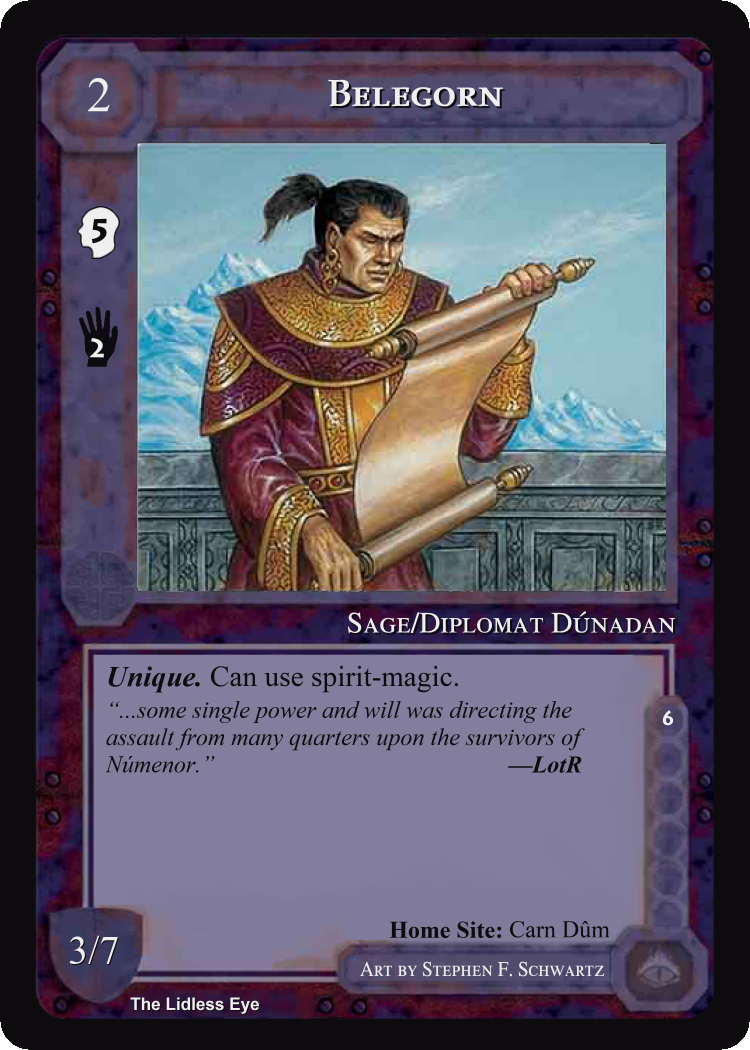 2
BELEGORN
5
2
SAGE/DIPLOMAT DÚNADAN
Unique. Can use spirit-magic.
“...some single power and will was directing the
assault from many quarters upon the survivors of
Númenor.” —LotR
6
Home Site: Carn Dûm
3/7
ART BY STEPHEN F. SCHWARTZ
The Lidless Eye